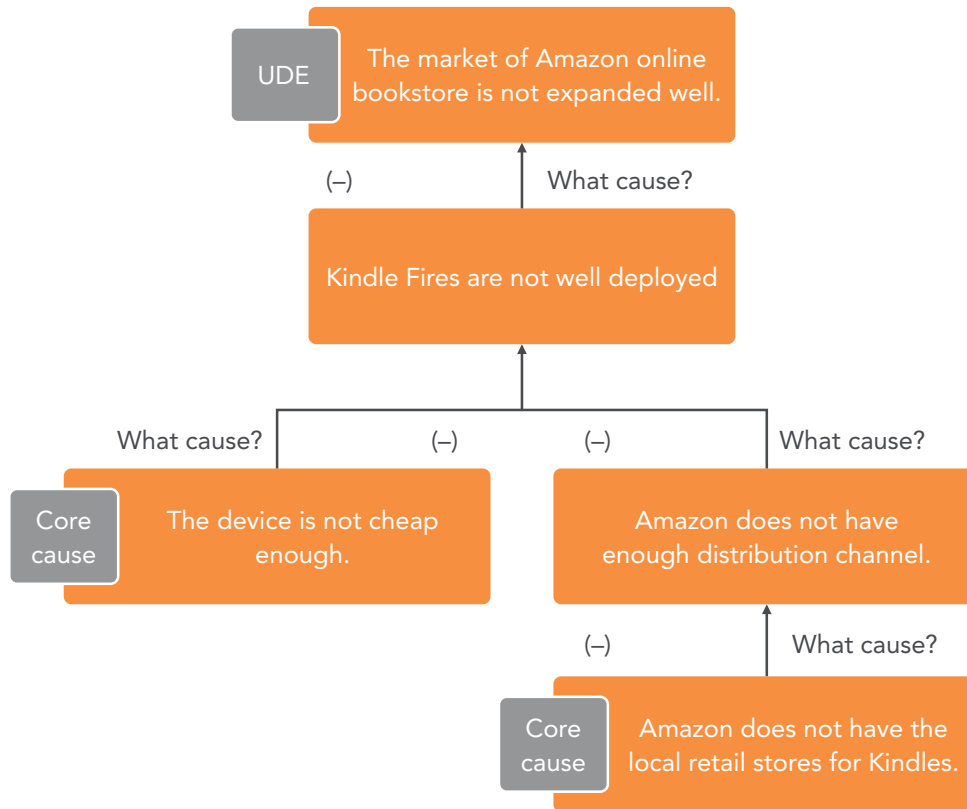 UDE
The market of Amazon online
bookstore is not expanded well.
(–)
What cause?
Kindle Fires are not well deployed
What cause?
(–)
(–)
What cause?
Core
cause
The device is not cheap
enough.
Amazon does not have
enough distribution channel.
(–)
What cause?
Core
cause
Amazon does not have the
local retail stores for Kindles.